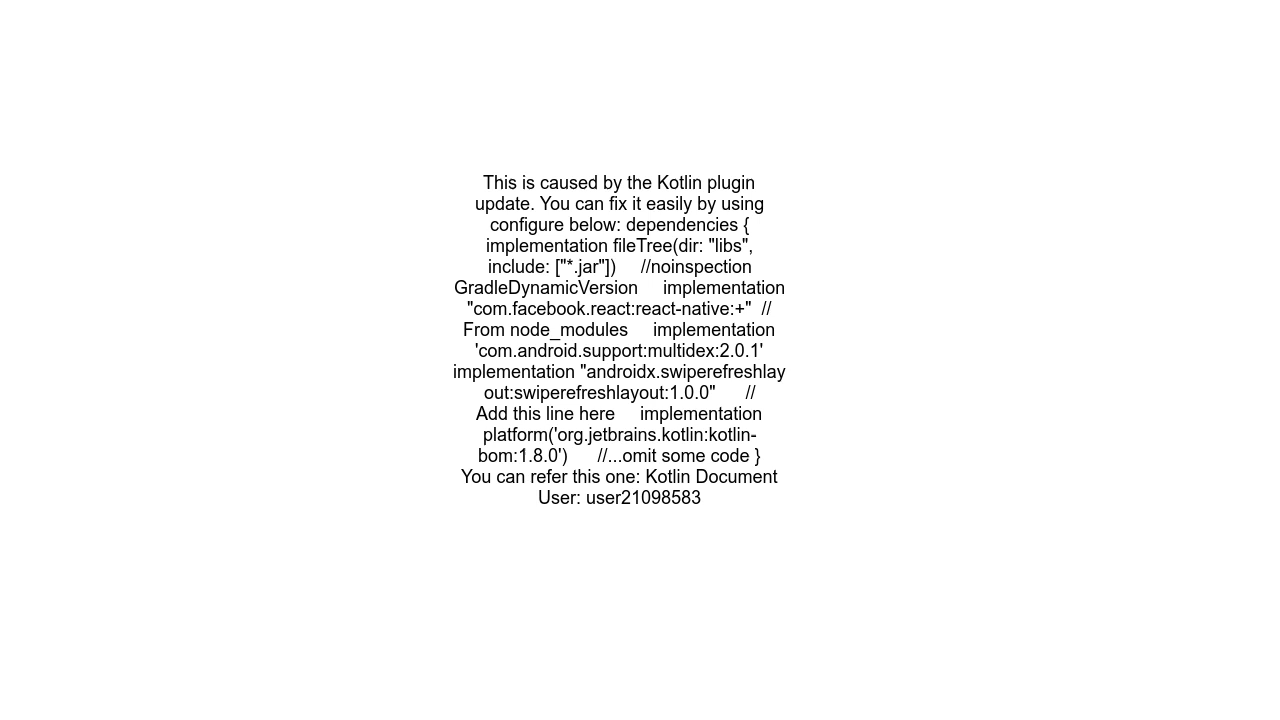 This is caused by the Kotlin plugin
update. You can fix it easily by using
configure below: dependencies {
implementation fileTree(dir: "libs",
include: ["*.jar"])     //noinspection
GradleDynamicVersion     implementation
"com.facebook.react:react-native:+"  //
From node_modules     implementation
'com.android.support:multidex:2.0.1'
implementation "androidx.swiperefreshlay
out:swiperefreshlayout:1.0.0"      //
Add this line here     implementation
platform('org.jetbrains.kotlin:kotlin-
bom:1.8.0')      //...omit some code }
You can refer this one: Kotlin Document
User: user21098583